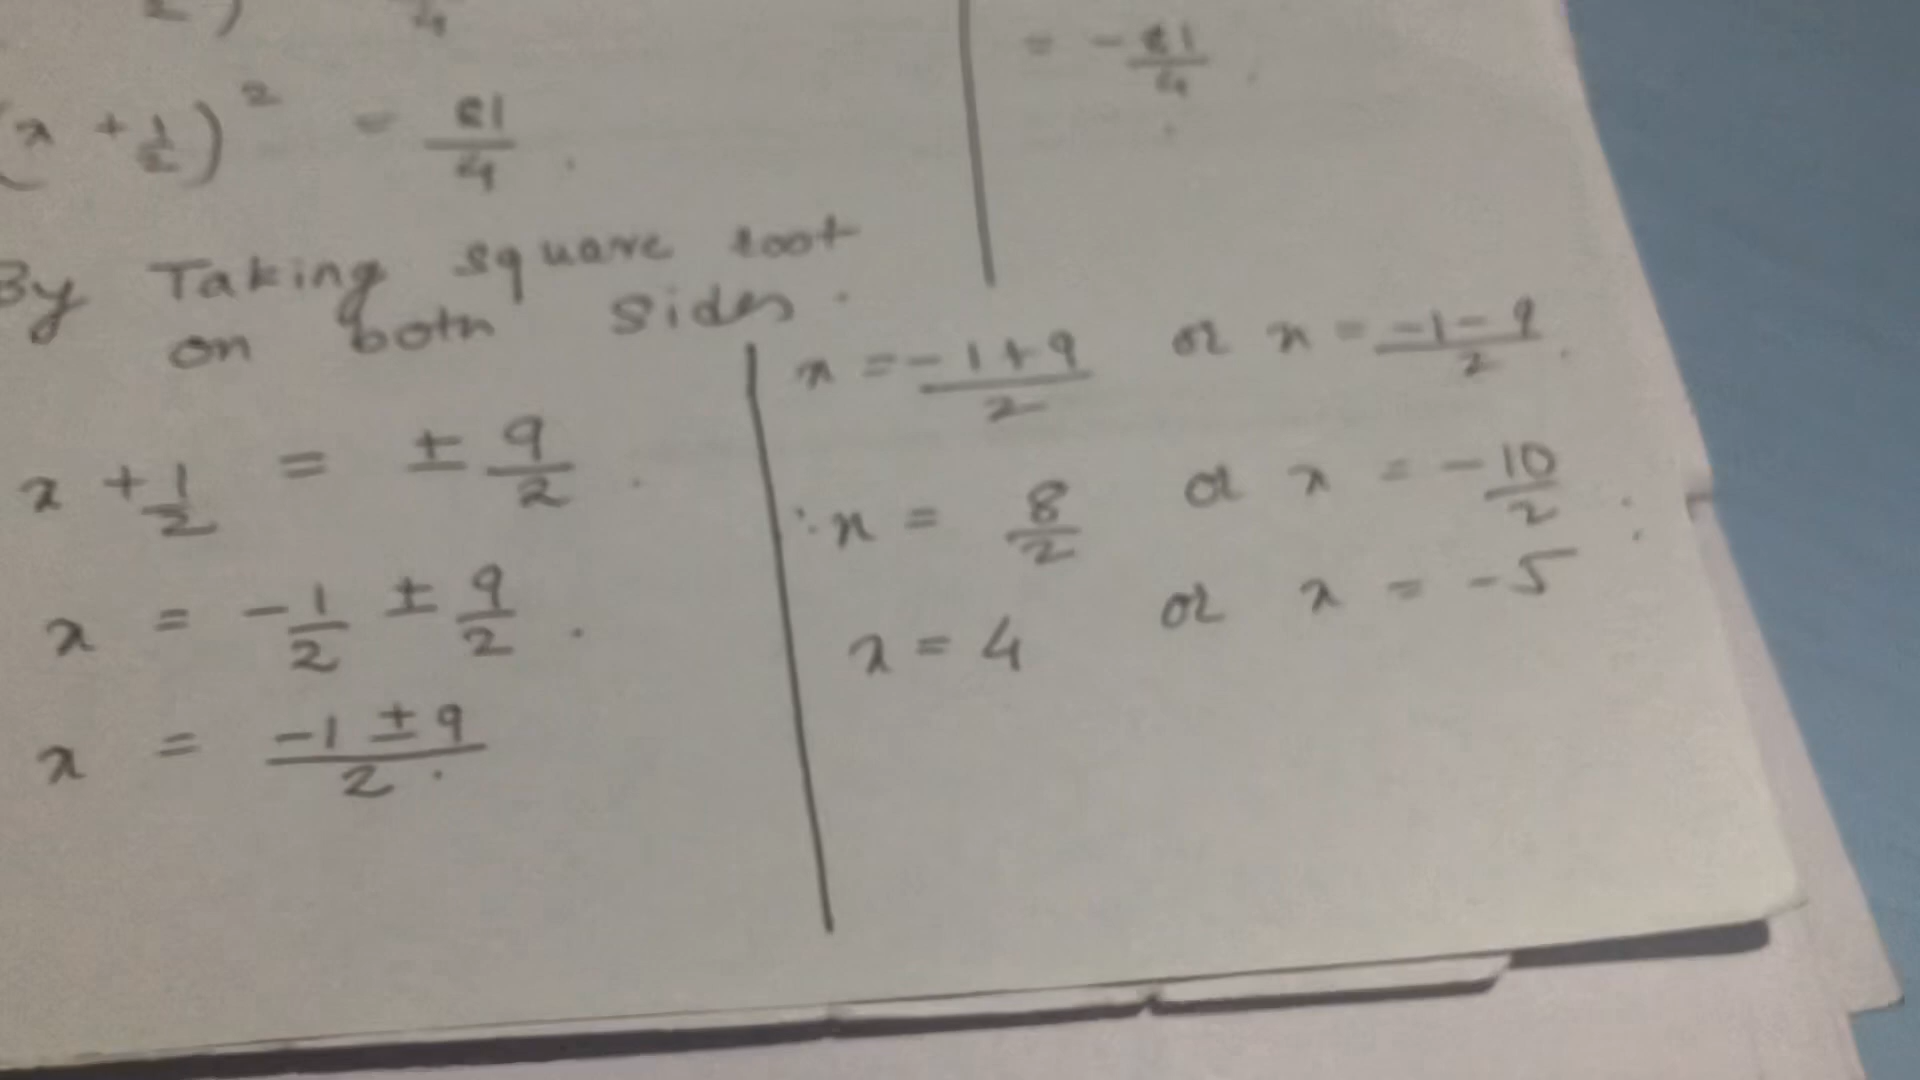 (x + 1/2)² = 81/4 .
= - 81/4 .
By Taking square root
on both sides .
x + 1/2 = ± 9/2 .
x = - 1/2 ± 9/2 .
x = -1 ± 9 / 2 .
x = -1+9 / 2 or x = -1-9 / 2 .
∴ x = 8/2 or x = -10/2 .
x = 4 or x = -5